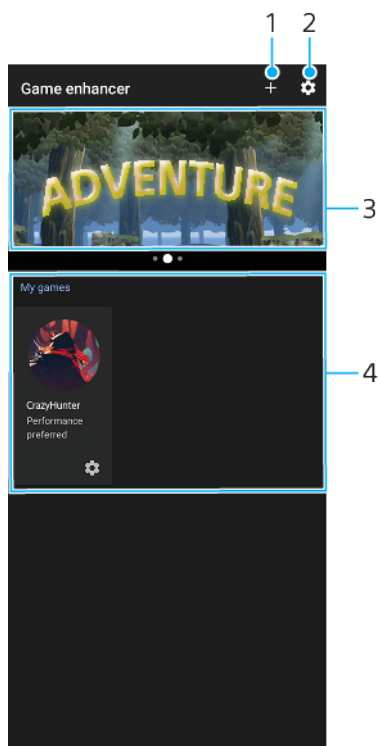 1 2
Game enhancer
ADVENTURE
3
My games
4
CrazyHunter
Performance
preferred